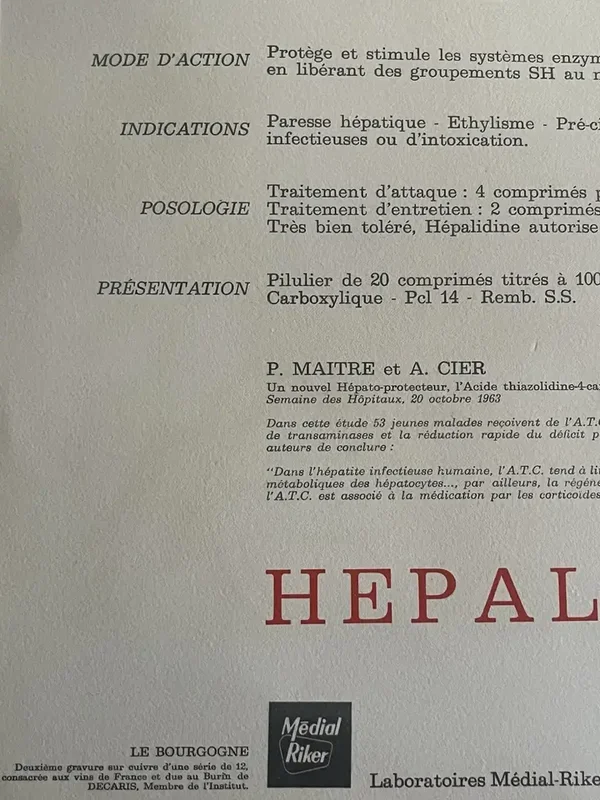 MODE D'ACTION
Protège et stimule les systèmes enzym
en libérant des groupements SH au
INDICATIONS
Paresse hépatique - Ethylisme - Pré-ci
infectieuses ou d'intoxication.
POSOLOGIE
Traitement d'attaque : 4 comprimés p
Traitement d'entretien : 2 comprimés
Très bien toléré, Hépalidine autorise
PRÉSENTATION
Pilulier de 20 comprimés titrés à 100
Carboxylique - Pcl 14 - Remb. S.S.
P. MAITRE et A. CIER
Un nouvel Hépato-protecteur, l'Acide thiazolidine-4-ca
Semaine des Hôpitaux, 20 octobre 1963
Dans cette étude 53 jeunes malades reçoivent de l'A.T.C
de transaminases et la réduction rapide du déficit p
auteurs de conclure :
"Dans l'hépatite infectieuse humaine, l'A.T.C. tend à li
métaboliques des hépatocytes..., par ailleurs, la régéné
l'A.T.C. est associé à la médication par les corticoïdes
HEPAL
Médial
Riker
LE BOURGOGNE
Deuxième gravure sur cuivre d'une série de 12,
consacrée aux vins de France et due au Burin de
DECARIS, Membre de l'Institut.
Laboratoires Médial-Rike